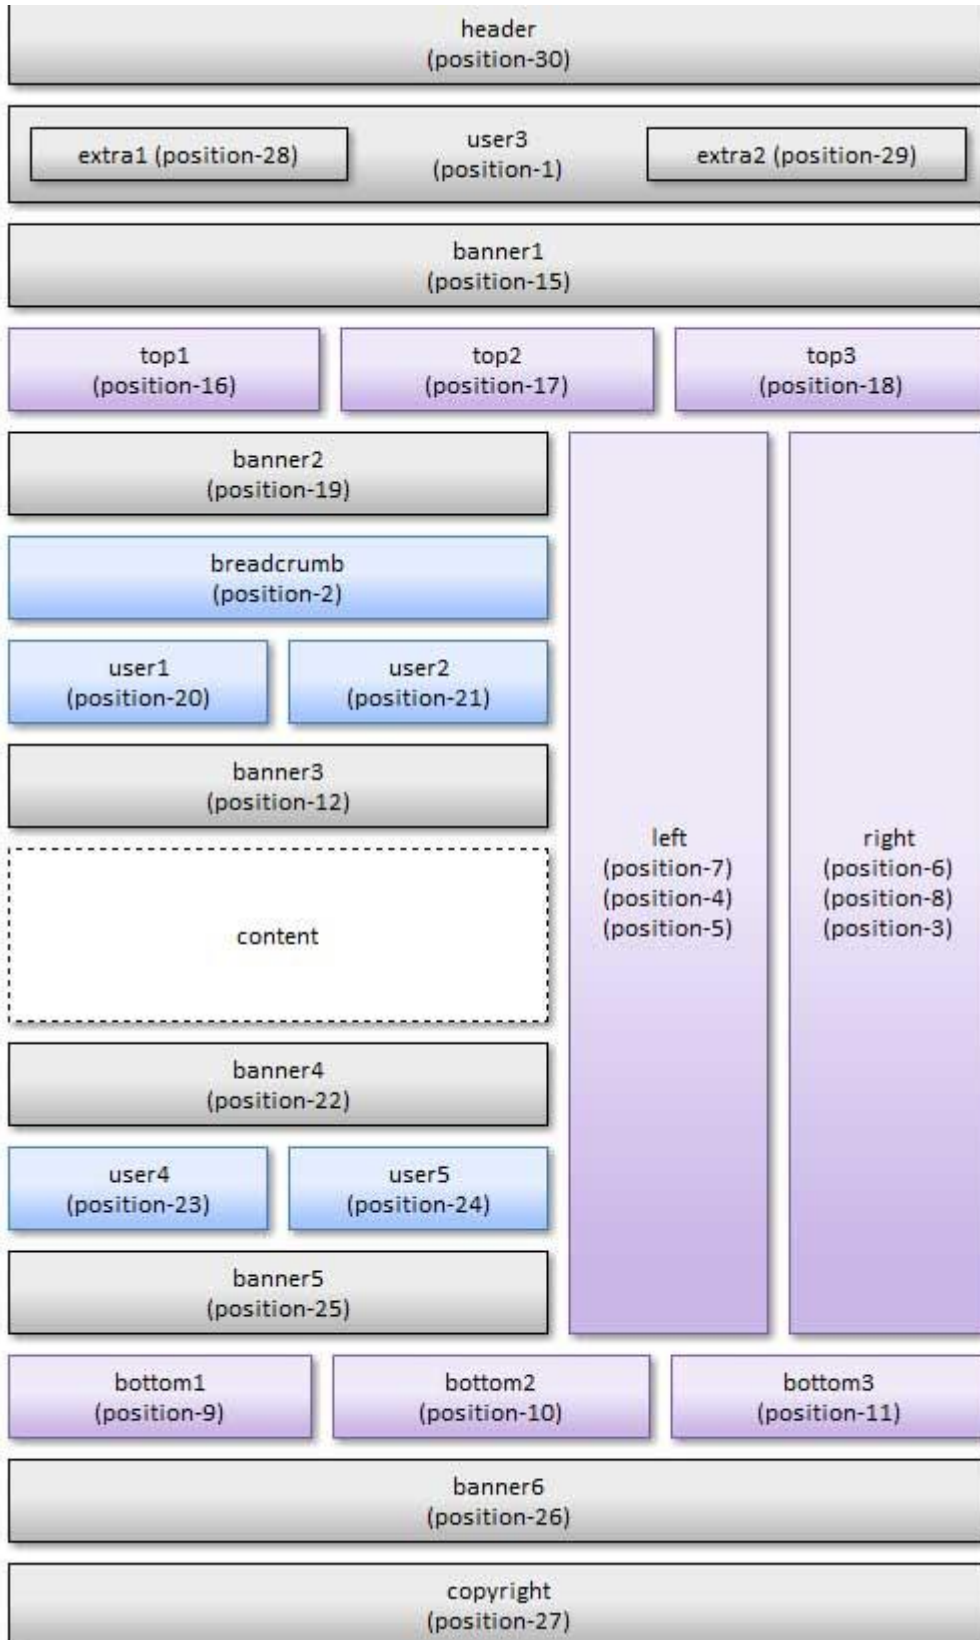 header
(position-30)
extra1 (position-28)
user3
(position-1)
extra2 (position-29)
banner1
(position-15)
top1
(position-16)
top2
(position-17)
top3
(position-18)
banner2
(position-19)
breadcrumb
(position-2)
user1
(position-20)
user2
(position-21)
banner3
(position-12)
content
banner4
(position-22)
user4
(position-23)
user5
(position-24)
banner5
(position-25)
left
(position-7)
(position-4)
(position-5)
right
(position-6)
(position-8)
(position-3)
bottom1
(position-9)
bottom2
(position-10)
bottom3
(position-11)
banner6
(position-26)
copyright
(position-27)